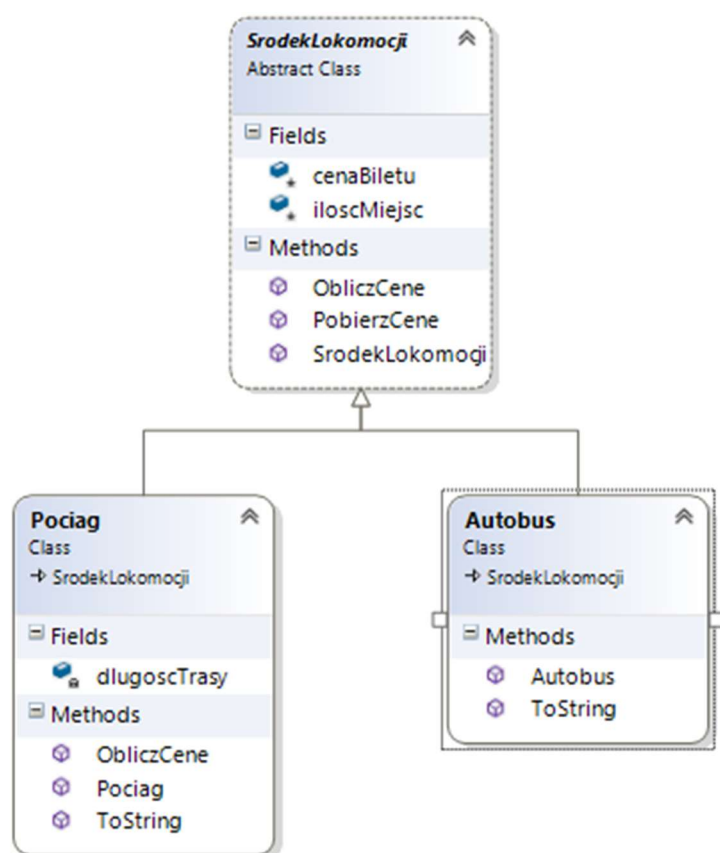 SrodekLokomocji
Abstract Class
Fields
cenaBiletu
iloscMiejsc
Methods
ObliczCene
PobierzCene
SrodekLokomocji
Pociag
Class
SrodekLokomocji
Fields
dlugoscTrasy
Methods
ObliczCene
Pociag
ToString
Autobus
Class
SrodekLokomocji
Methods
Autobus
ToString